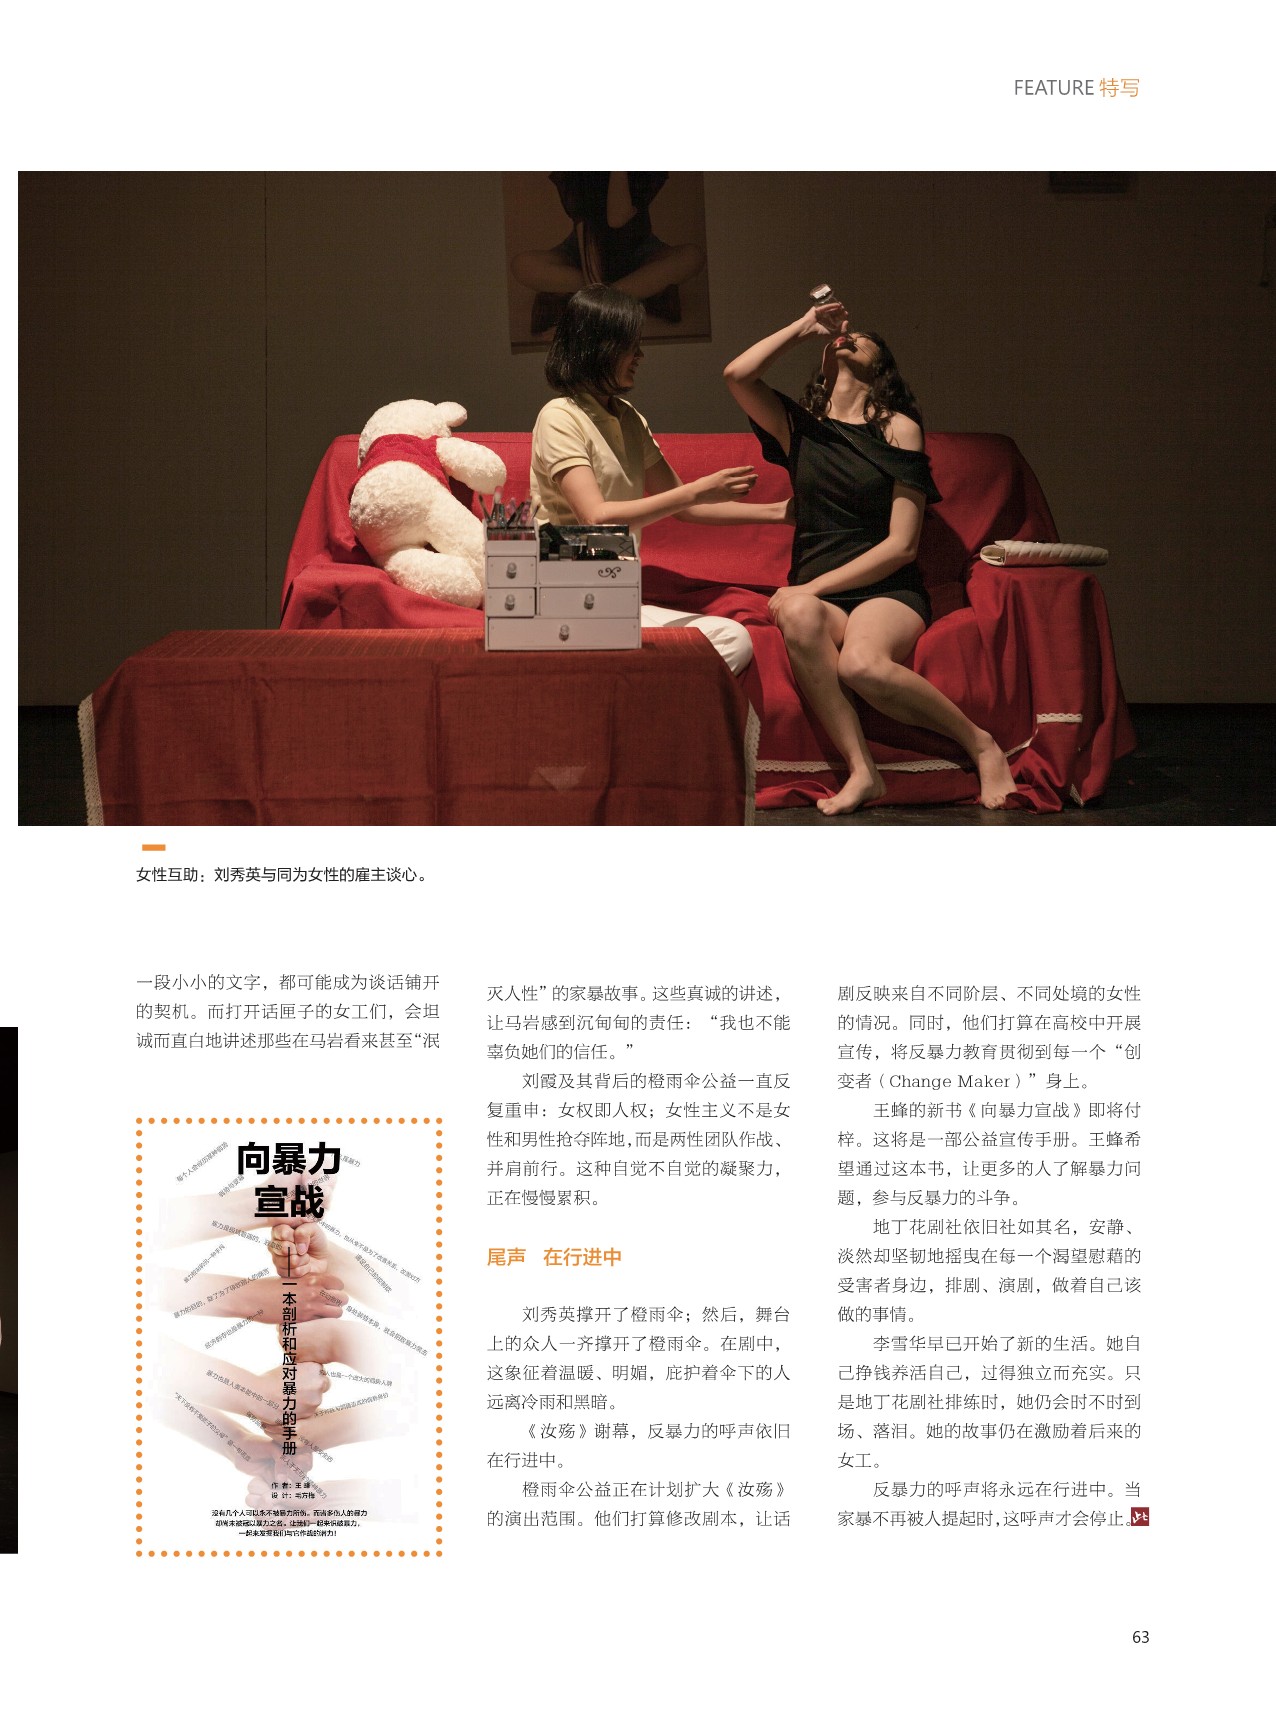 FEATURE 特写
女性互助：刘秀英与同为女性的雇主谈心。
一段小小的文字，都可能成为谈话铺开
的契机。而打开话匣子的女工们，会坦
诚而直白地讲述那些在马岩看来甚至“泯
向暴力
宣战
——一本剖析和应对暴力的手册
作 者：王 蜂
设 计：毛方梅
没有几个人可以永不被暴力所伤。而诸多伤人的暴力
却尚未被冠以暴力之名。让我们一起来识破暴力，
一起来发掘我们与它作战的潜力！
灭人性”的家暴故事。这些真诚的讲述，
让马岩感到沉甸甸的责任：“我也不能
辜负她们的信任。”
刘霞及其背后的橙雨伞公益一直反
复重申：女权即人权；女性主义不是女
性和男性抢夺阵地，而是两性团队作战、
并肩前行。这种自觉不自觉的凝聚力，
正在慢慢累积。
尾声 在行进中
刘秀英撑开了橙雨伞；然后，舞台
上的众人一齐撑开了橙雨伞。在剧中，
这象征着温暖、明媚，庇护着伞下的人
远离冷雨和黑暗。
《汝殇》谢幕，反暴力的呼声依旧
在行进中。
橙雨伞公益正在计划扩大《汝殇》
的演出范围。他们打算修改剧本，让话
剧反映来自不同阶层、不同处境的女性
的情况。同时，他们打算在高校中开展
宣传，将反暴力教育贯彻到每一个“创
变者（Change Maker）”身上。
王蜂的新书《向暴力宣战》即将付
梓。这将是一部公益宣传手册。王蜂希
望通过这本书，让更多的人了解暴力问
题，参与反暴力的斗争。
地丁花剧社依旧社如其名，安静、
淡然却坚韧地摇曳在每一个渴望慰藉的
受害者身边，排剧、演剧，做着自己该
做的事情。
李雪华早已开始了新的生活。她自
己挣钱养活自己，过得独立而充实。只
是地丁花剧社排练时，她仍会时不时到
场、落泪。她的故事仍在激励着后来的
女工。
反暴力的呼声将永远在行进中。当
家暴不再被人提起时，这呼声才会停止。
63